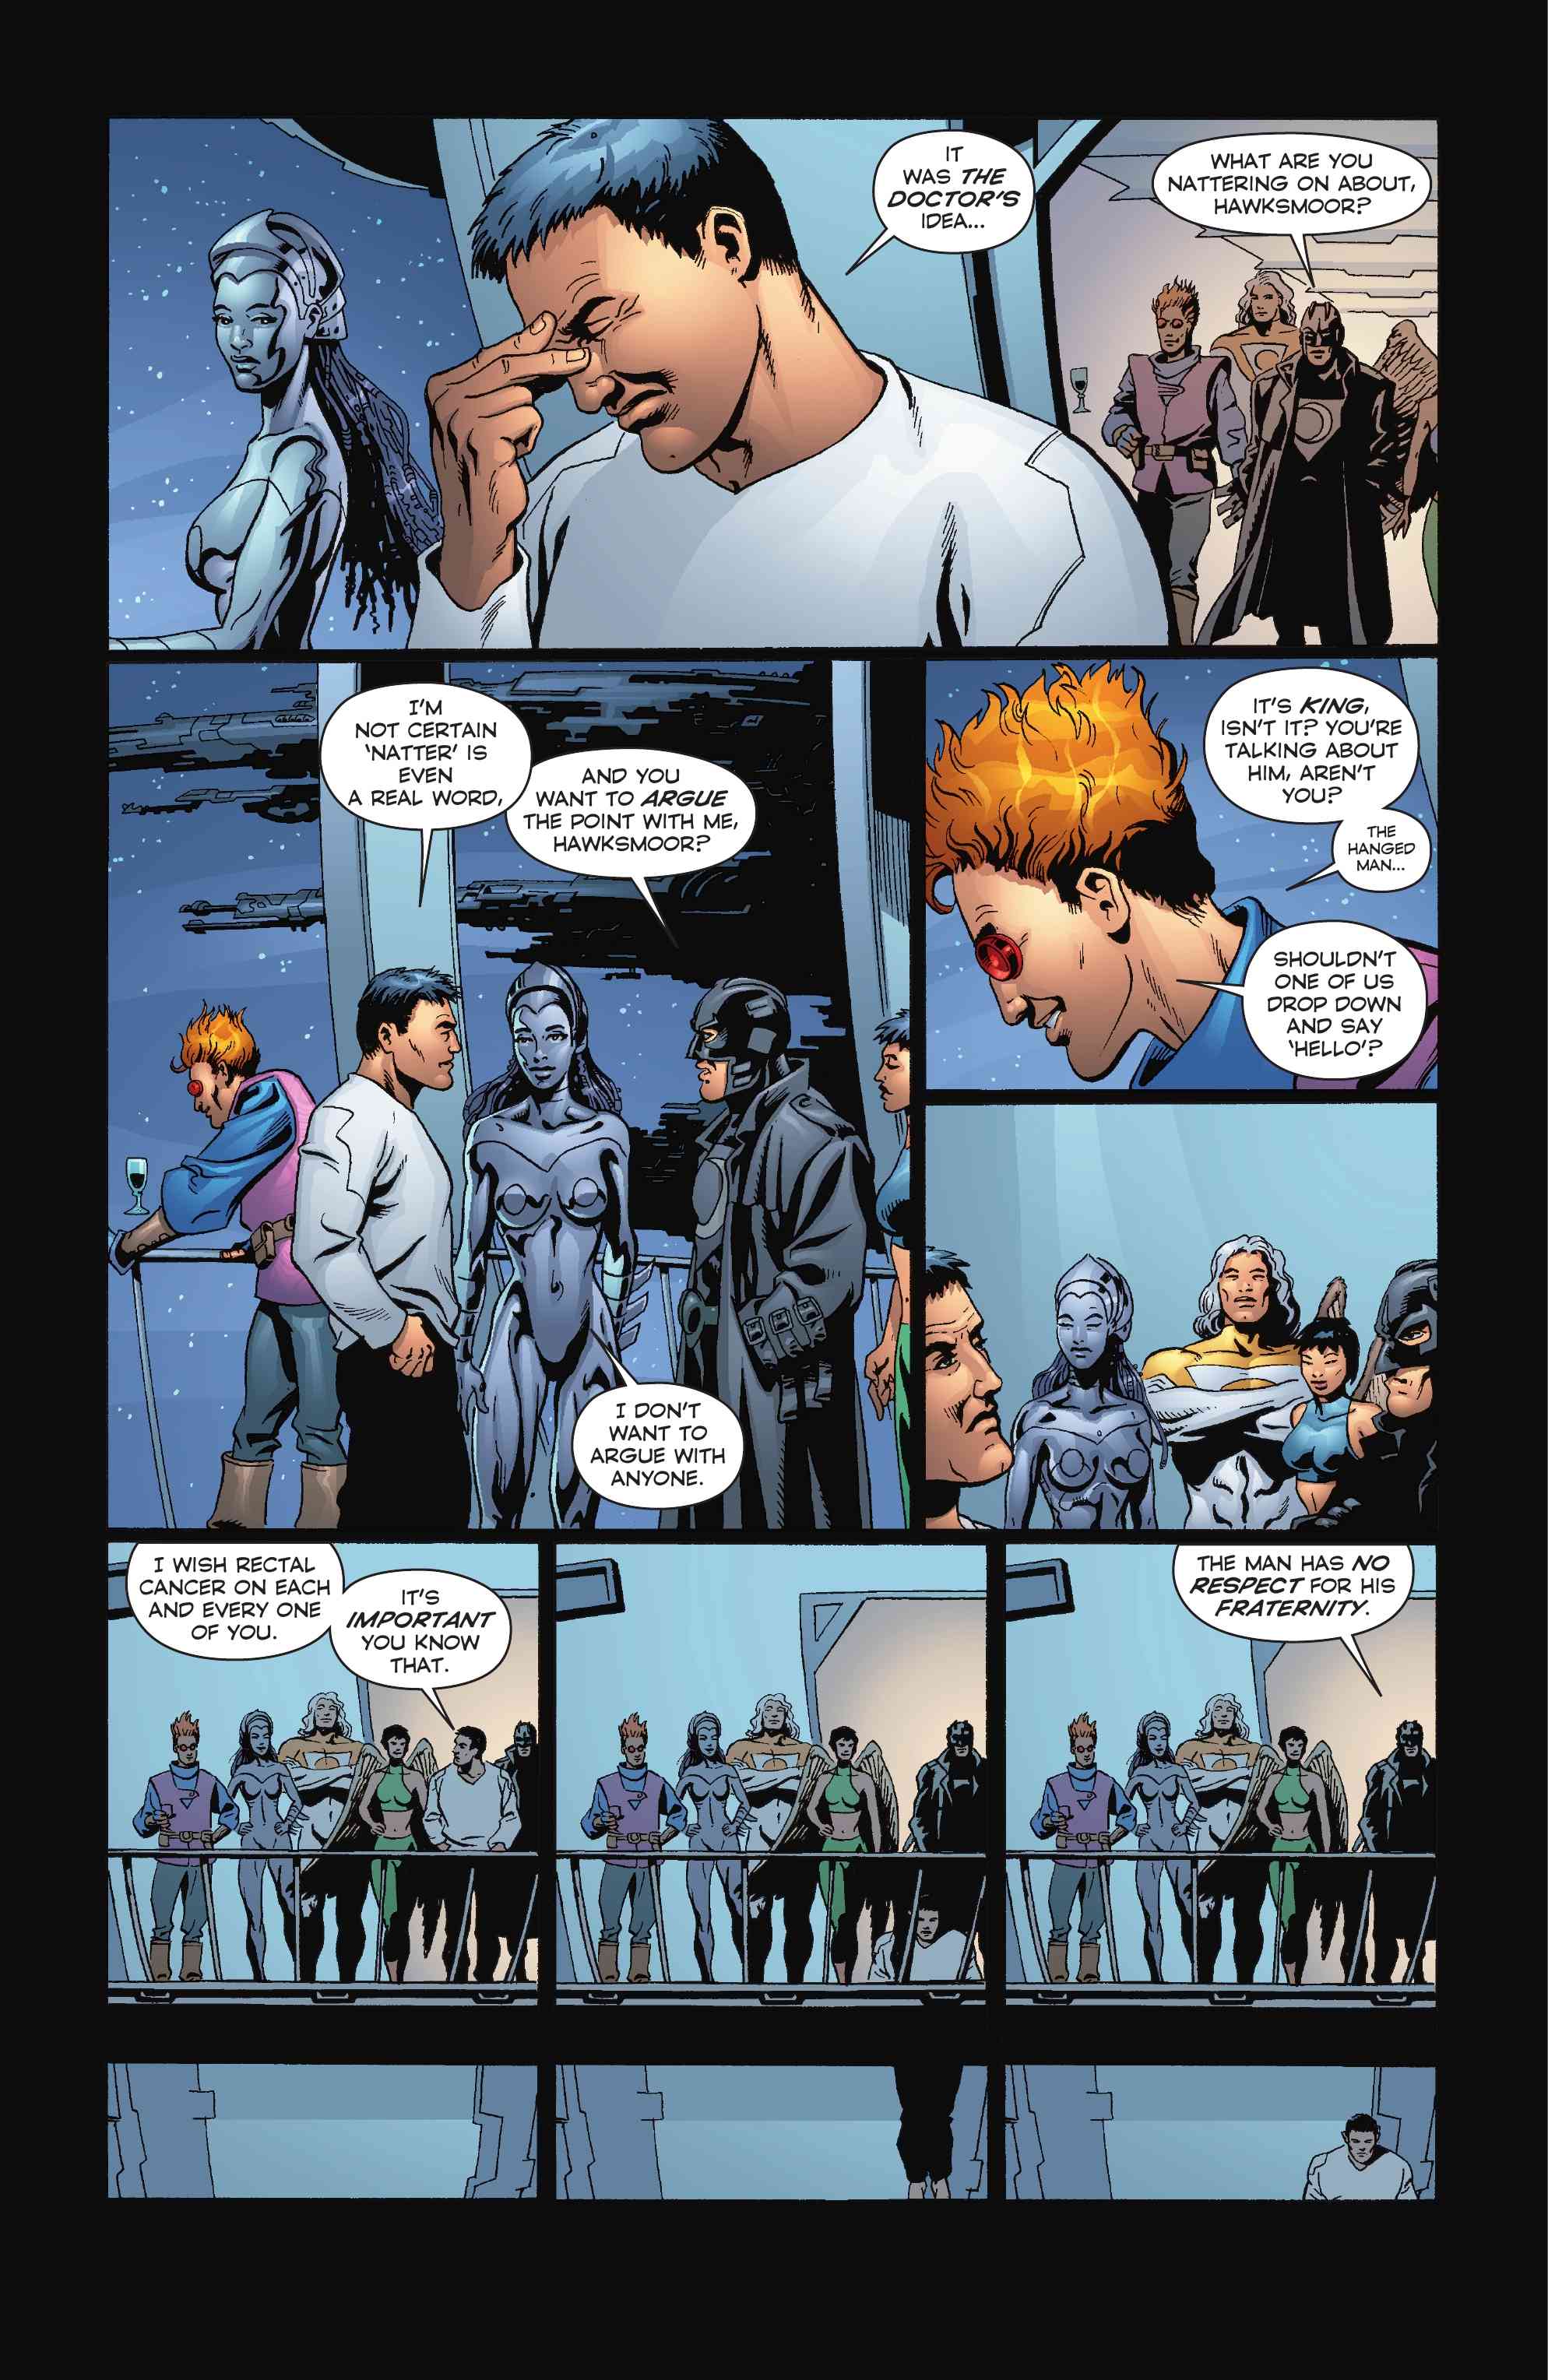 IT
WAS THE
DOCTOR'S
IDEA...
WHAT ARE YOU
NATTERING ON ABOUT,
HAWKSMOOR?
I'M
NOT CERTAIN
'NATTER' IS
EVEN
A REAL WORD,
AND YOU
WANT TO ARGUE
THE POINT WITH ME,
HAWKSMOOR?
I DON'T
WANT TO
ARGUE WITH
ANYONE.
IT'S KING,
ISN'T IT? YOU'RE
TALKING ABOUT
HIM, AREN'T
YOU?
THE
HANGED
MAN...
SHOULDN'T
ONE OF US
DROP DOWN
AND SAY
'HELLO'?
I WISH RECTAL
CANCER ON EACH
AND EVERY ONE
OF YOU.
IT'S
IMPORTANT
YOU KNOW
THAT.
THE MAN HAS NO
RESPECT FOR HIS
FRATERNITY.